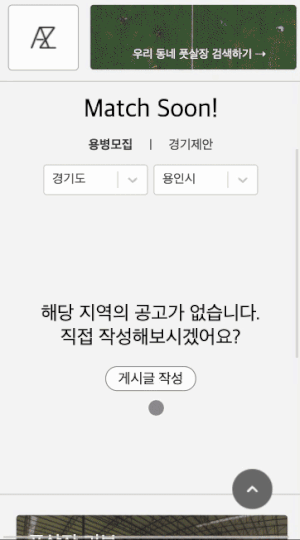 AZ
우리 동네 풋살장 검색하기 →
Match Soon!
용병모집 | 경기제안
경기도 용인시
해당 지역의 공고가 없습니다.
직접 작성해보시겠어요?
게시글 작성